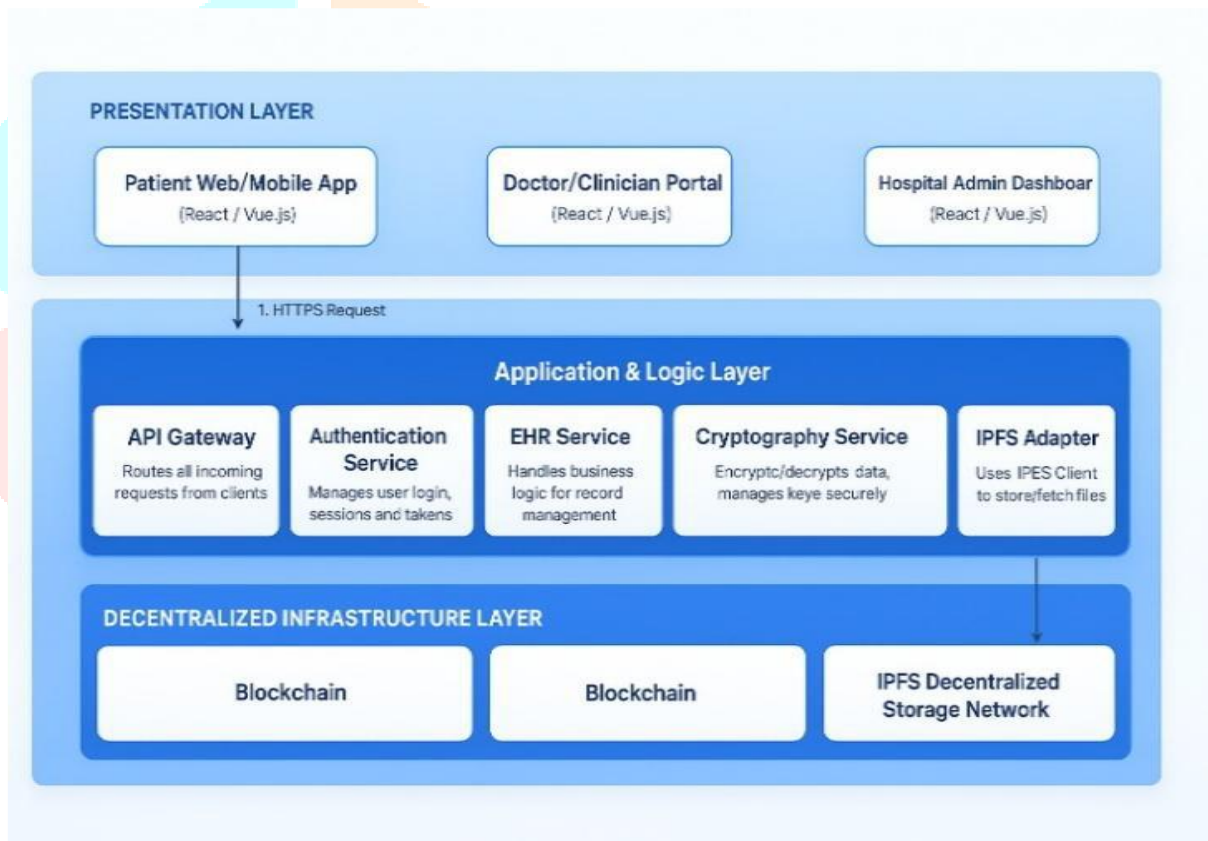 PRESENTATION LAYER
Patient Web/Mobile App
(React / Vue.js)
Doctor/Clinician Portal
(React / Vue.js)
Hospital Admin Dashboar
(React / Vue.js)
1. HTTPS Request
Application & Logic Layer
API Gateway
Routes all incoming
requests from clients
Authentication
Service
Manages user login,
sessions and takens
EHR Service
Handles business
logic for record
management
Cryptography Service
Encryptc/decrypts data,
manages keye securely
IPFS Adapter
Uses IPES Client
to store/fetch files
DECENTRALIZED INFRASTRUCTURE LAYER
Blockchain
Blockchain
IPFS Decentralized
Storage Network